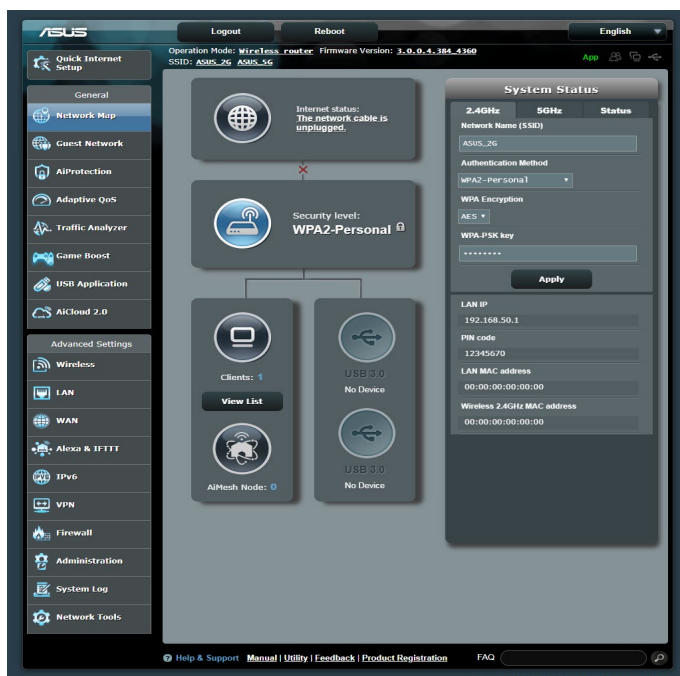 ASUS
Logout
Reboot
English
Quick Internet
Setup
Operation Mode: Wireless router Firmware Version: 3.0.0.4.384_4360
SSID: ASUS_2G ASUS_5G
App
General
Network Map
Guest Network
AiProtection
Adaptive QoS
Traffic Analyzer
Game Boost
USB Application
AiCloud 2.0
Advanced Settings
Wireless
LAN
WAN
Alexa & IFTTT
IPv6
VPN
Firewall
Administration
System Log
Network Tools
Internet status:
The network cable is
unplugged.
Security level:
WPA2-Personal
Clients: 1
View List
AiMesh Node: 0
USB 3.0
No Device
USB 3.0
No Device
System Status
2.4GHz 5GHz Status
Network Name (SSID)
ASUS_2G
Authentication Method
WPA2-Personal
WPA Encryption
AES
WPA-PSK key
••••••••
Apply
LAN IP
192.168.50.1
PIN code
12345670
LAN MAC address
00:00:00:00:00:00
Wireless 2.4GHz MAC address
00:00:00:00:00:00
Help & Support Manual | Utility | Feedback | Product Registration FAQ